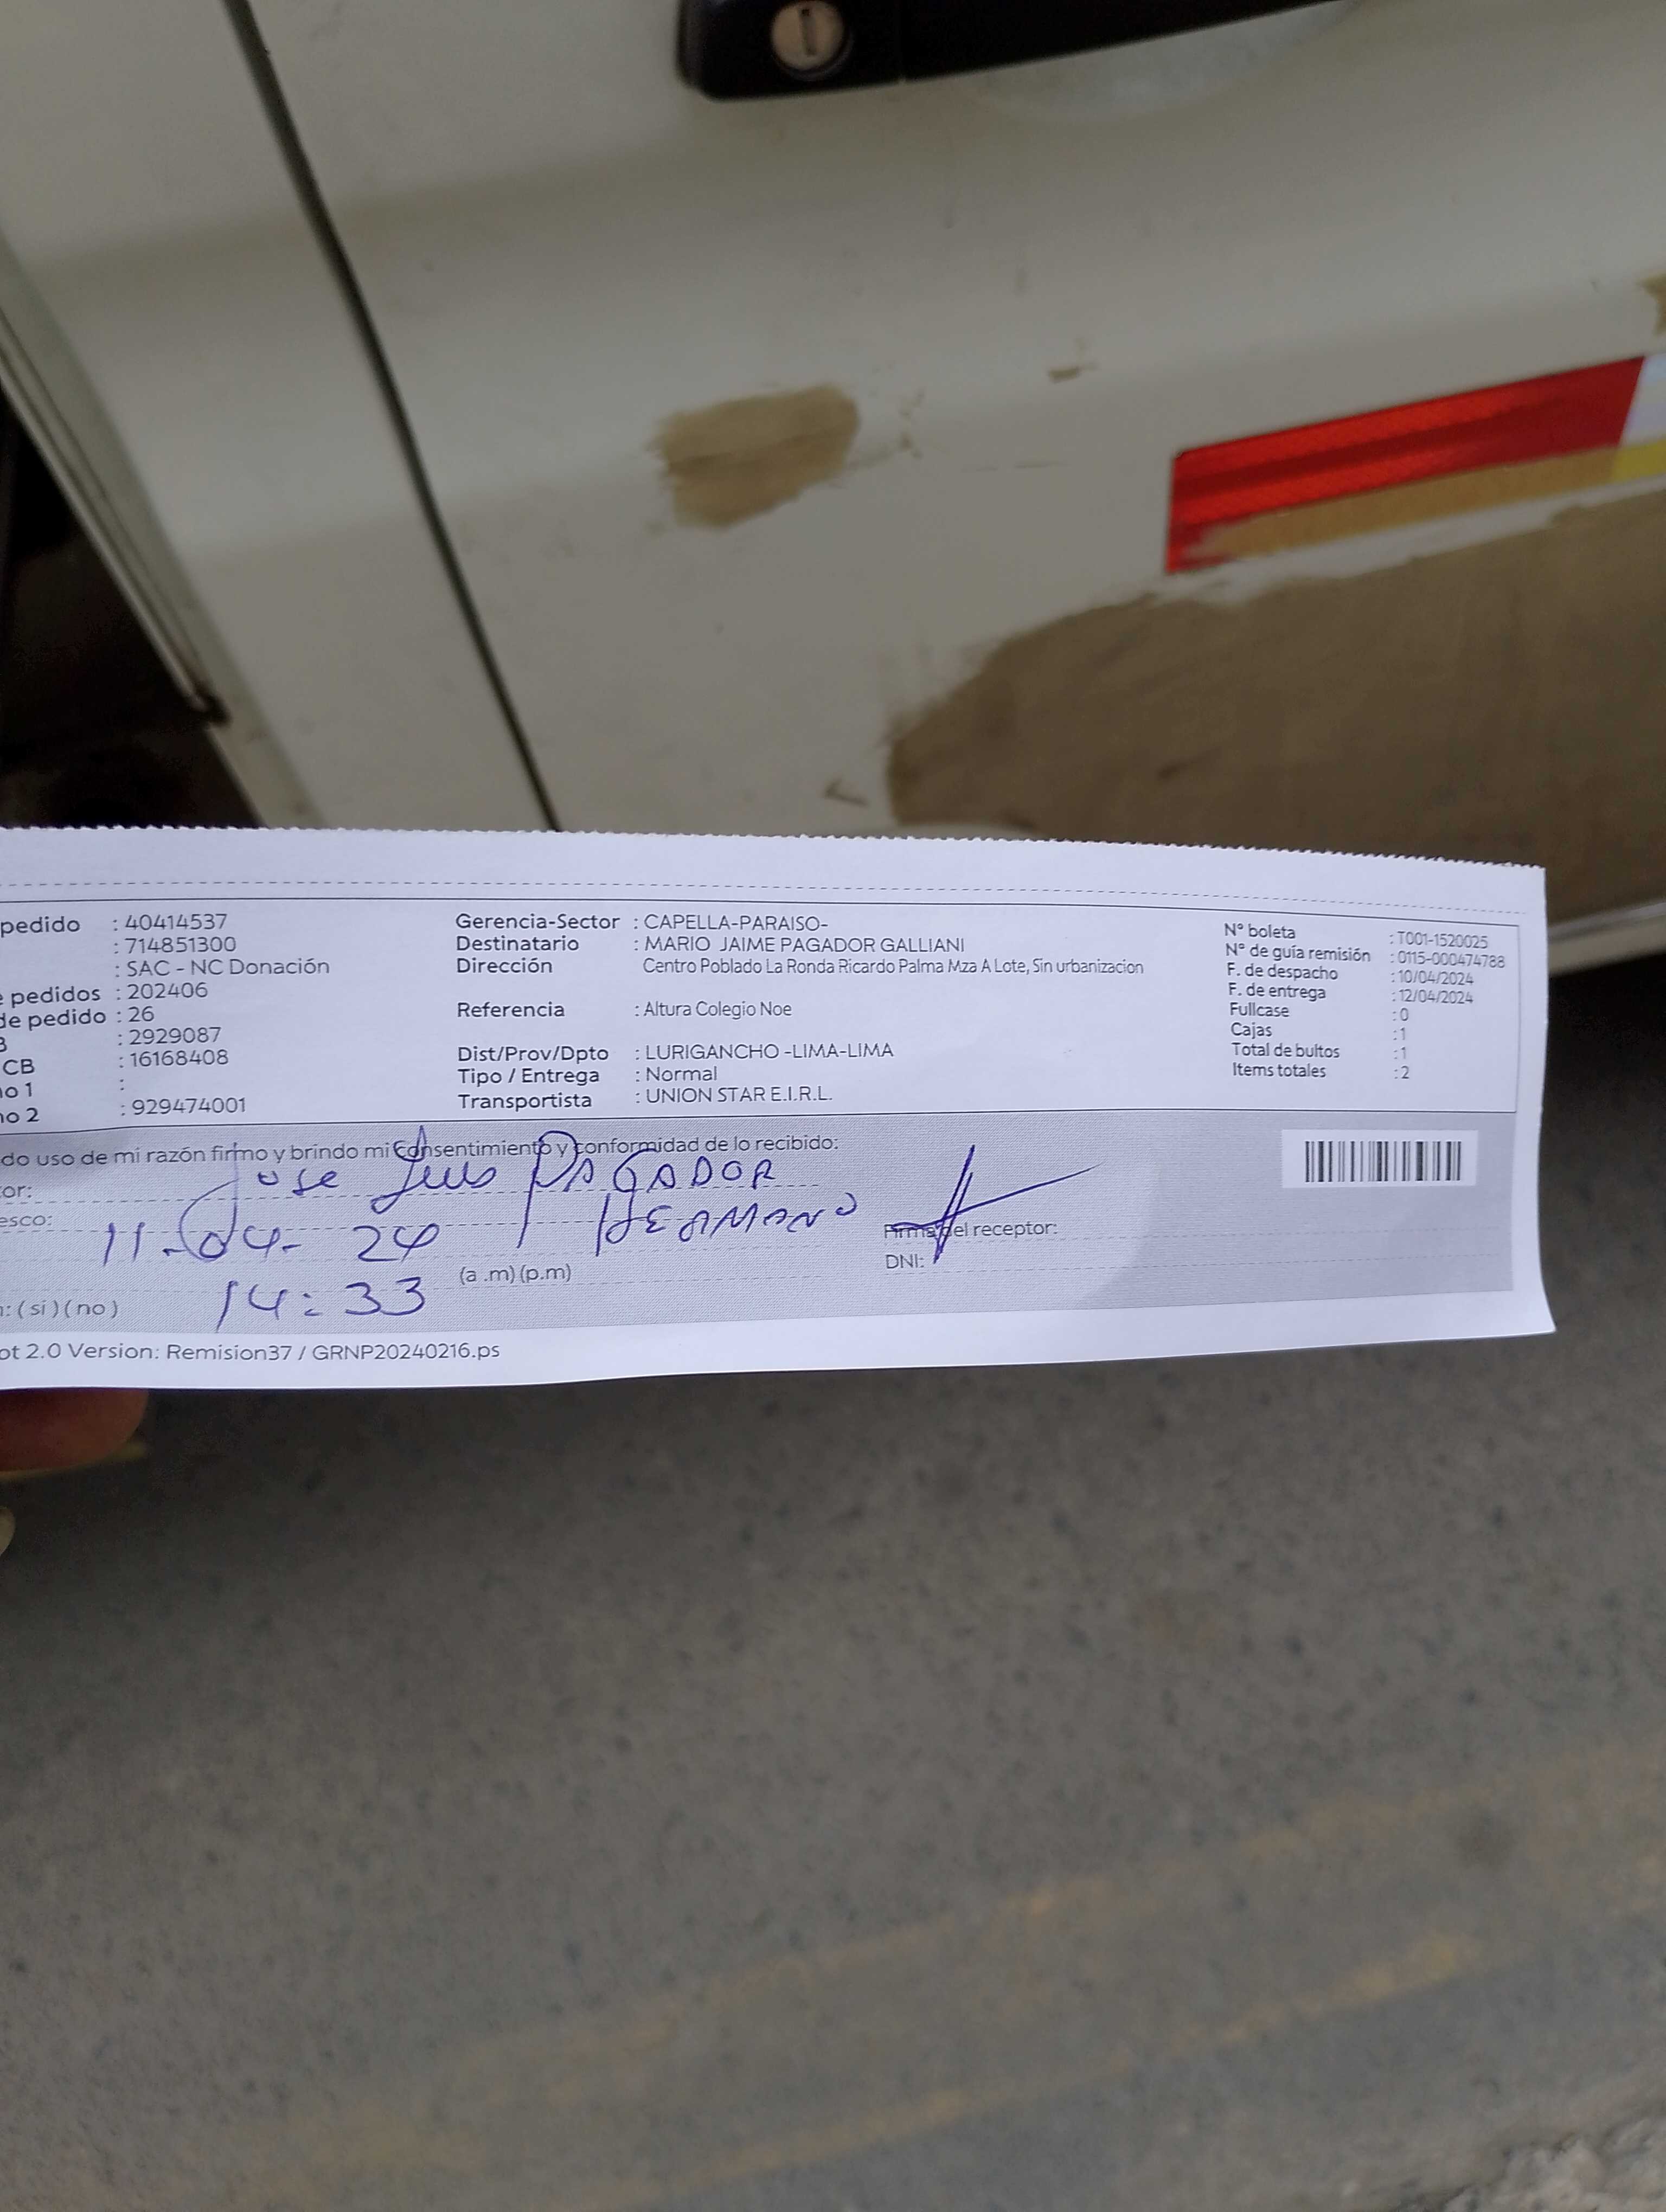 pedido : 40414537
: 714851300
: SAC - NC Donación
pedidos : 202406
de pedido : 26
: 2929087
CB : 16168408
no 1 :
no 2 : 929474001
Gerencia-Sector : CAPELLA-PARAISO-
Destinatario : MARIO JAIME PAGADOR GALLIANI
Dirección Centro Poblado La Ronda Ricardo Palma Mza A Lote, Sin urbanizacion
Referencia : Altura Colegio Noe
Dist/Prov/Dpto : LURIGANCHO -LIMA-LIMA
Tipo / Entrega : Normal
Transportista : UNION STAR E.I.R.L.
N° boleta : T001-1520025
N° de guía remisión : 0115-000474788
F. de despacho : 10/04/2024
F. de entrega : 12/04/2024
Fullcase : 0
Cajas : 1
Total de bultos : 1
Items totales : 2
do uso de mi razón firmo y brindo mi consentimiento y conformidad de lo recibido:
or: Jose Luis PAGADOR
esco: HERMANO
11-04-24
14:33 (a .m) (p.m)
: ( si ) ( no )
Firma del receptor:
DNI:
ot 2.0 Version: Remision37 / GRNP20240216.ps